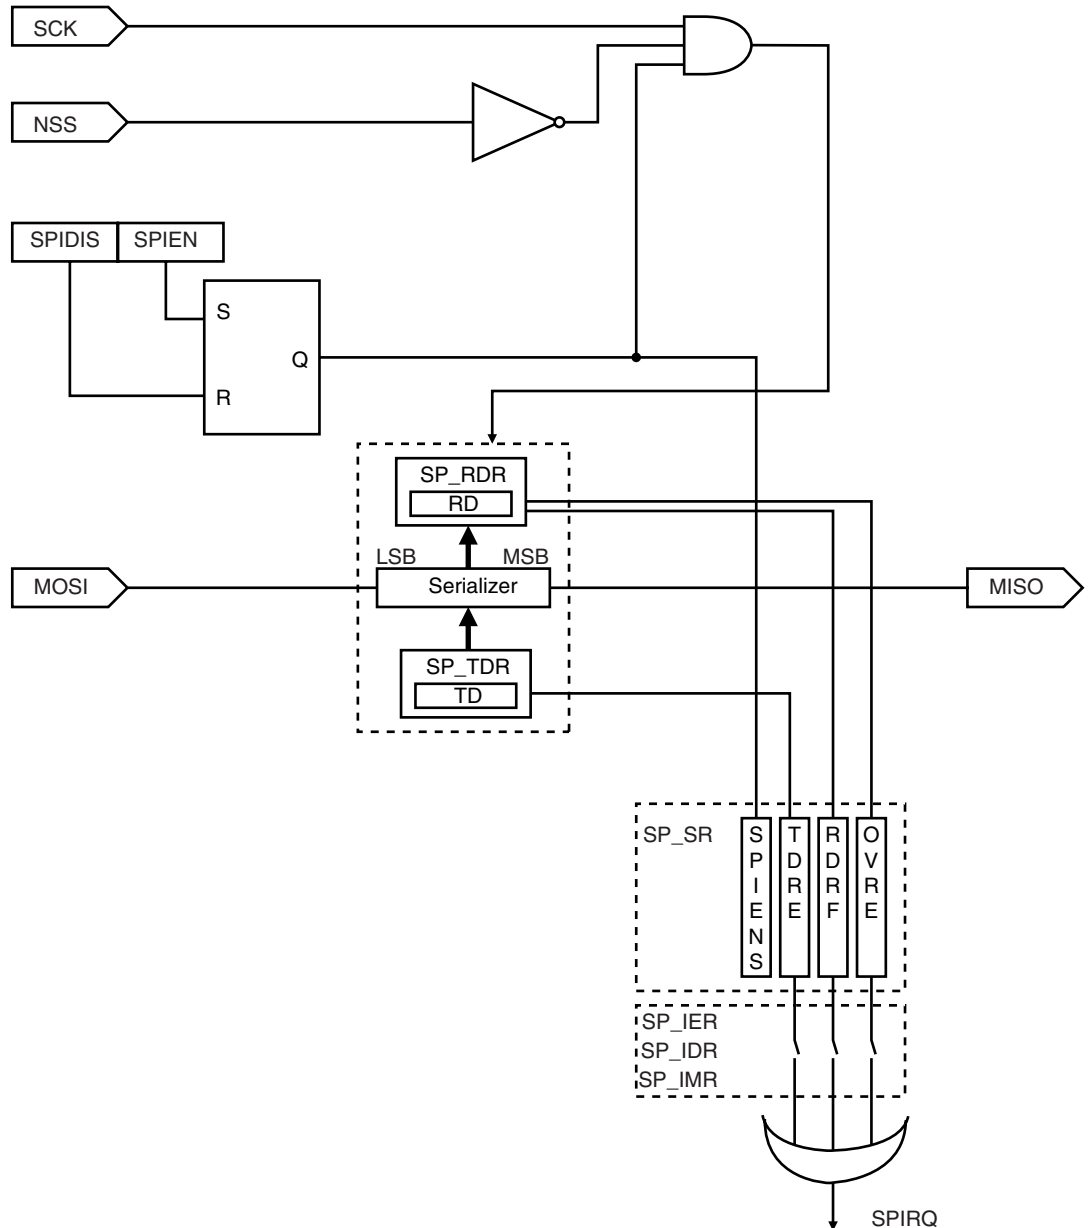 SCK
NSS
SPIDIS SPIEN
S
Q
R
SP_RDR
RD
LSB MSB
MOSI Serializer MISO
SP_TDR
TD
SP_SR
SPIENS
TDRE
RDRF
OVRE
SP_IER
SP_IDR
SP_IMR
SPIRQ